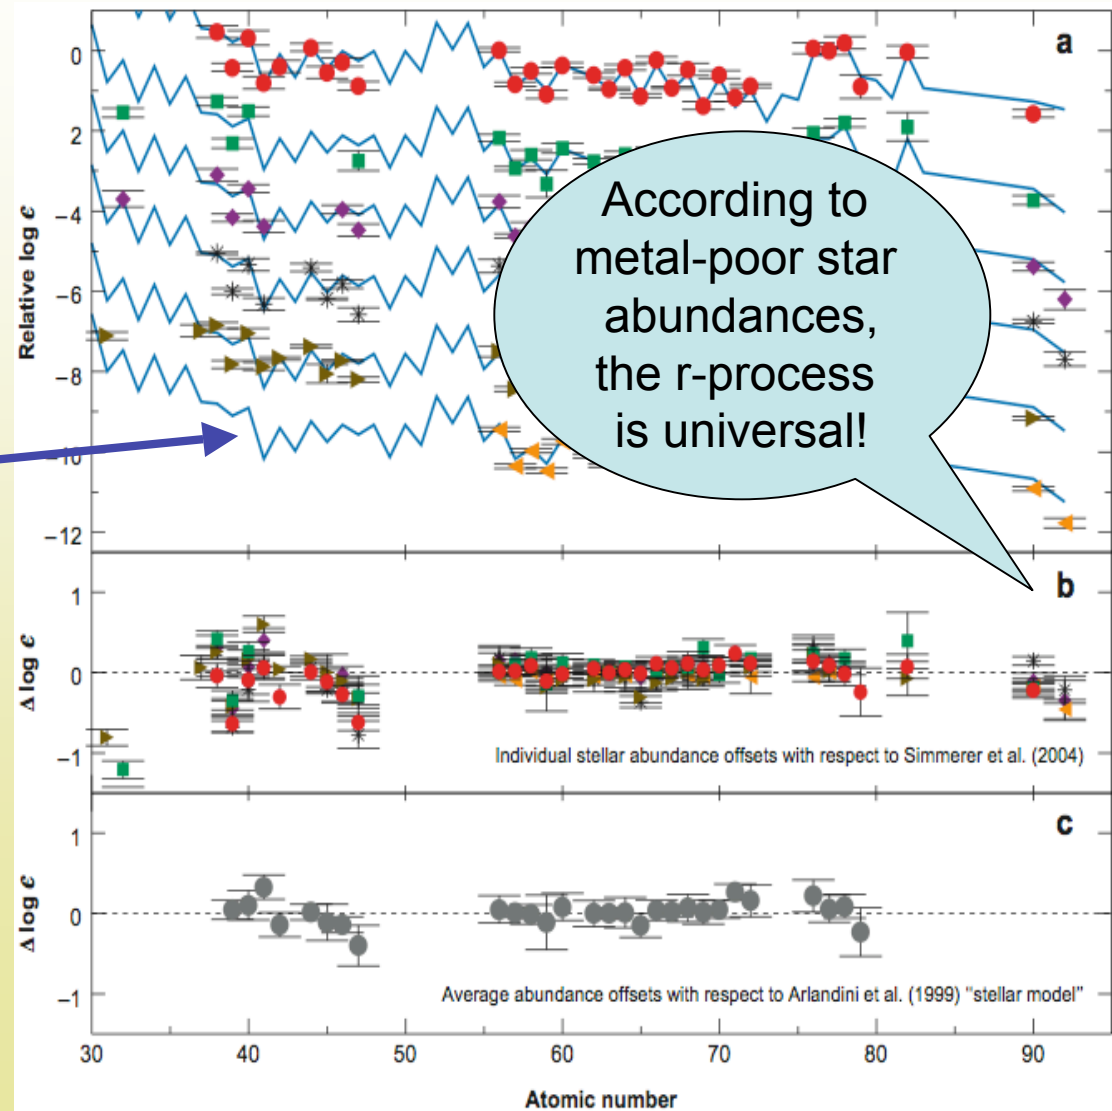 a
0
2
−4
−6
−8
−10
−12
Relative log ϵ
According to
metal-poor star
abundances,
the r-process
is universal!
b
1
0
−1
Δ log ϵ
Individual stellar abundance offsets with respect to Simmerer et al. (2004)
c
1
0
−1
Δ log ϵ
Average abundance offsets with respect to Arlandini et al. (1999) "stellar model"
30 40 50 60 70 80 90
Atomic number